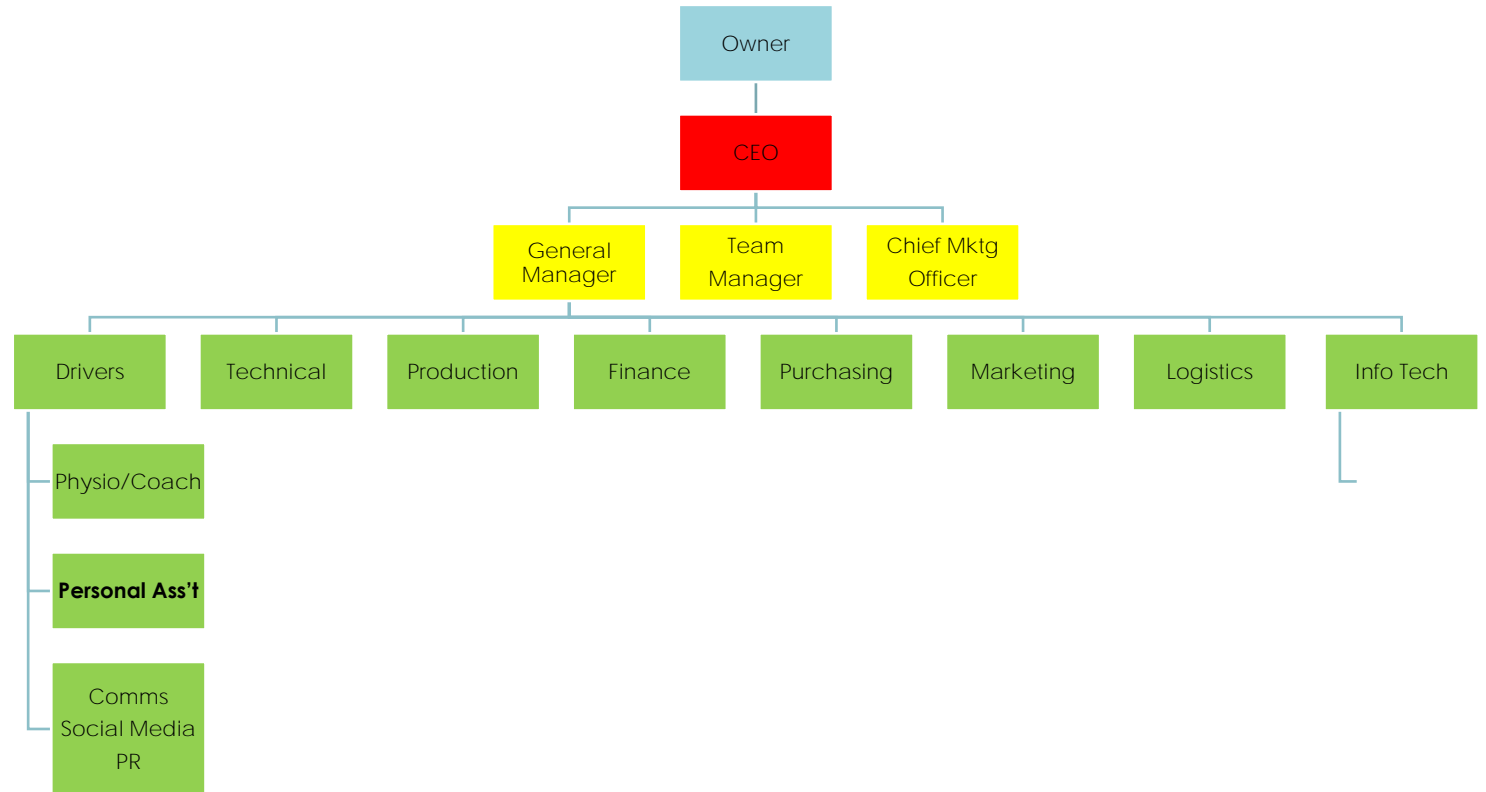 Owner
CEO
General
Manager
Team
Manager
Chief Mktg
Officer
Drivers
Technical
Production
Finance
Purchasing
Marketing
Logistics
Info Tech
Physio/Coach
Personal Ass’t
Comms
Social Media
PR